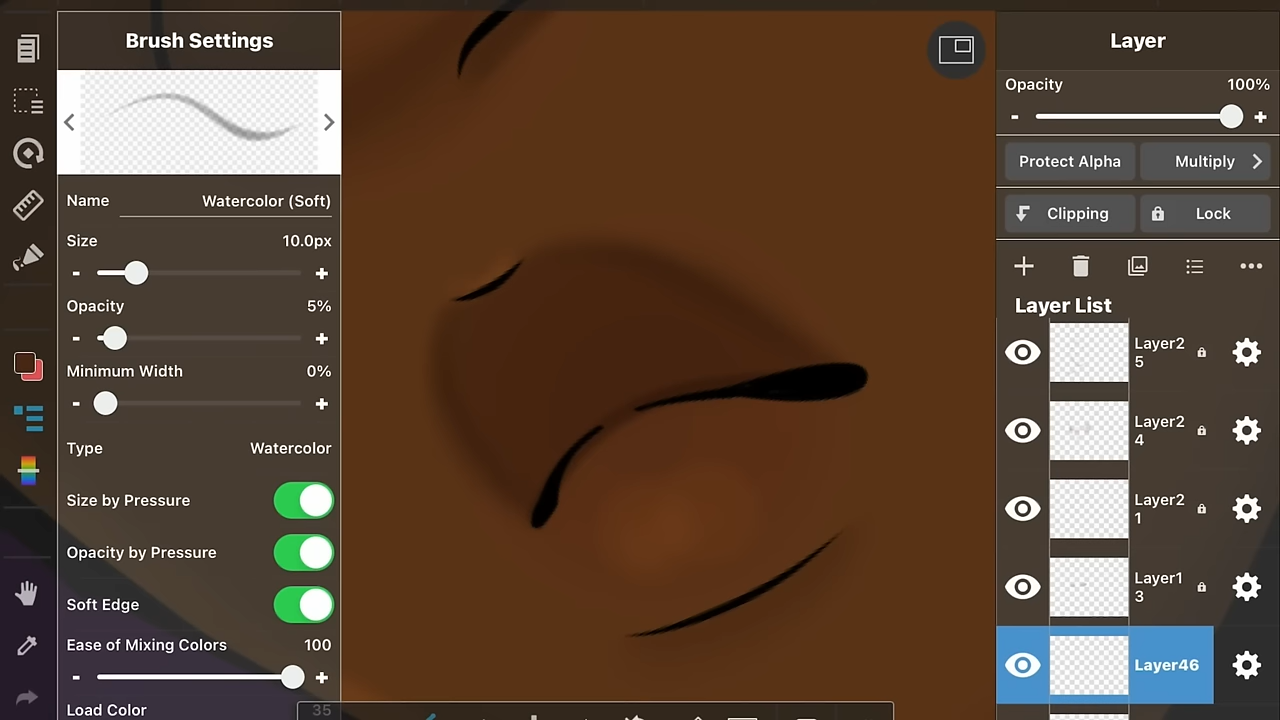 Brush Settings
Name Watercolor (Soft)
Size 10.0px
- +
Opacity 5%
- +
Minimum Width 0%
- +
Type Watercolor
Size by Pressure
Opacity by Pressure
Soft Edge
Ease of Mixing Colors 100
- +
Load Color 35
Layer
Opacity 100%
- +
Protect Alpha Multiply
Clipping Lock
Layer List
Layer2
5
Layer2
4
Layer2
1
Layer1
3
Layer46